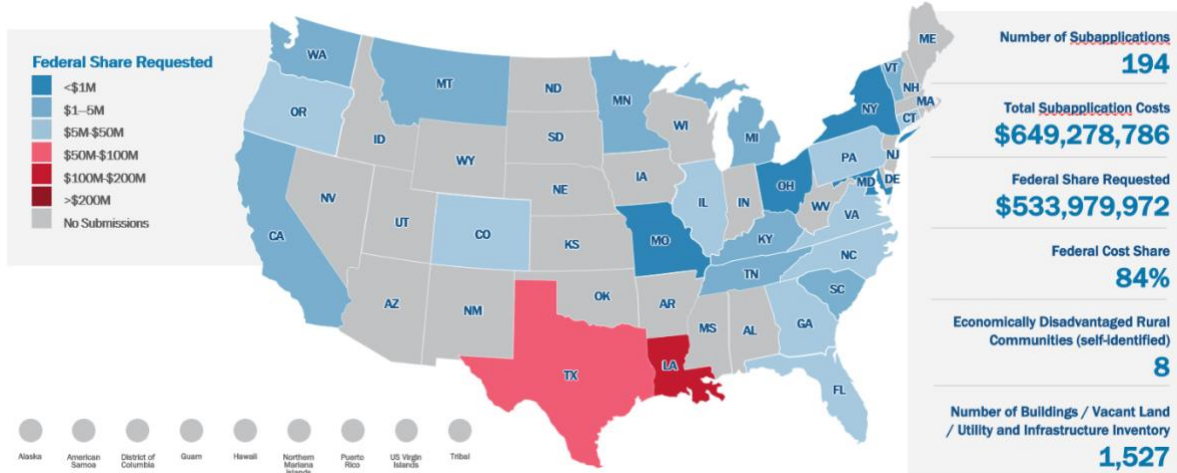 Federal Share Requested
<$1M
$1–5M
$5M-$50M
$50M-$100M
$100M-$200M
>$200M
No Submissions
WA
OR
CA
NV
ID
MT
WY
UT
AZ
CO
NM
ND
SD
NE
KS
OK
TX
MN
IA
MO
AR
LA
WI
IL
MS
MI
IN
KY
TN
AL
OH
WV
GA
FL
SC
NC
VA
PA
MD
DE
NJ
NY
CT
MA
VT
NH
ME
Alaska
American
Samoa
District of
Columbia
Guam
Hawaii
Northern
Mariana
Islands
Puerto
Rico
US Virgin
Islands
Tribal
Number of Subapplications
194
Total Subapplication Costs
$649,278,786
Federal Share Requested
$533,979,972
Federal Cost Share
84%
Economically Disadvantaged Rural
Communities (self-identified)
8
Number of Buildings / Vacant Land
/ Utility and Infrastructure Inventory
1,527